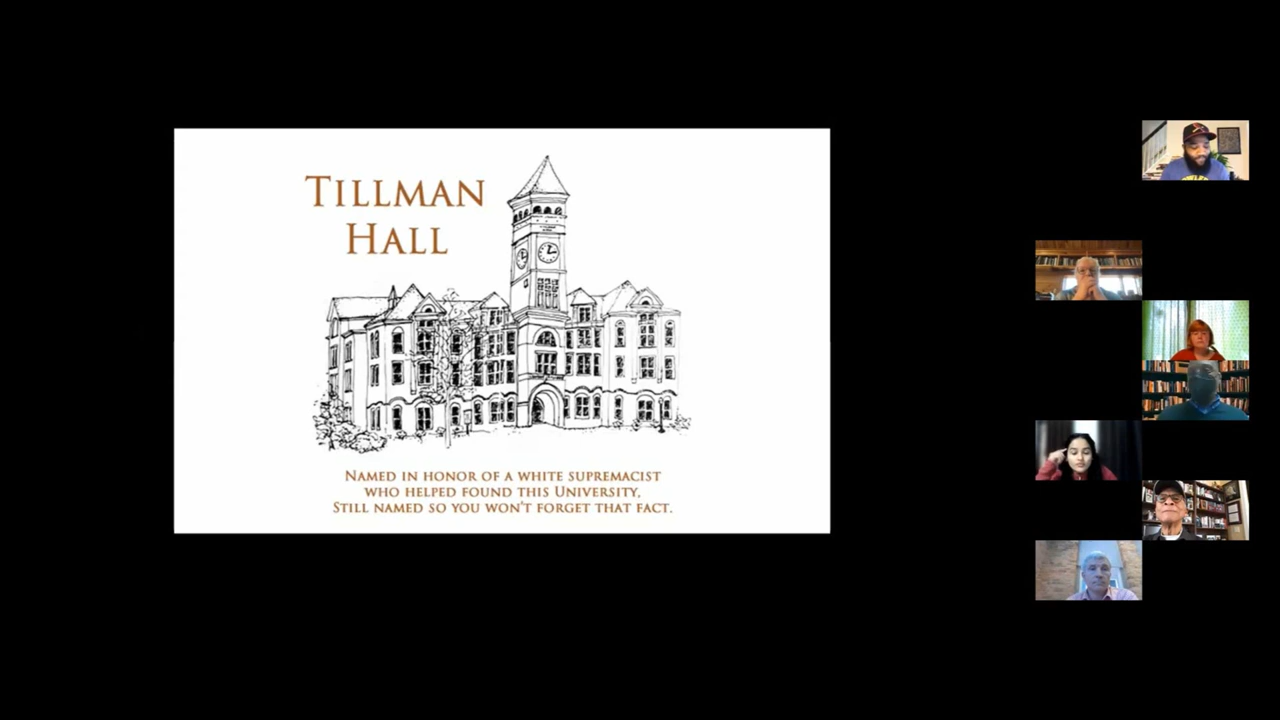 TILLMAN
HALL
NAMED IN HONOR OF A WHITE SUPREMACIST
WHO HELPED FOUND THIS UNIVERSITY,
STILL NAMED SO YOU WON'T FORGET THAT FACT.